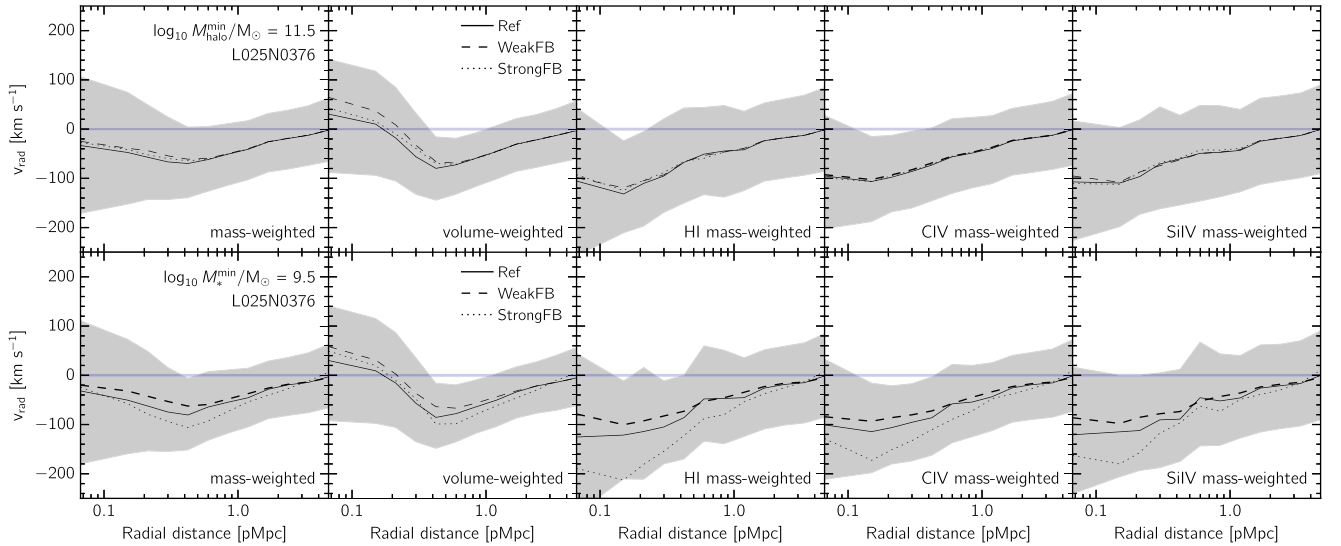 200
100
0
−100
−200
v_rad [km s⁻¹]
log₁₀ M_halo^min/M☉ = 11.5
L025N0376
mass-weighted
Ref
WeakFB
StrongFB
volume-weighted
HI mass-weighted
CIV mass-weighted
SiIV mass-weighted
200
100
0
−100
−200
v_rad [km s⁻¹]
log₁₀ M_*^min/M☉ = 9.5
L025N0376
mass-weighted
Ref
WeakFB
StrongFB
volume-weighted
HI mass-weighted
CIV mass-weighted
SiIV mass-weighted
0.1 1.0 0.1 1.0 0.1 1.0 0.1 1.0 0.1 1.0
Radial distance [pMpc] Radial distance [pMpc] Radial distance [pMpc] Radial distance [pMpc] Radial distance [pMpc]